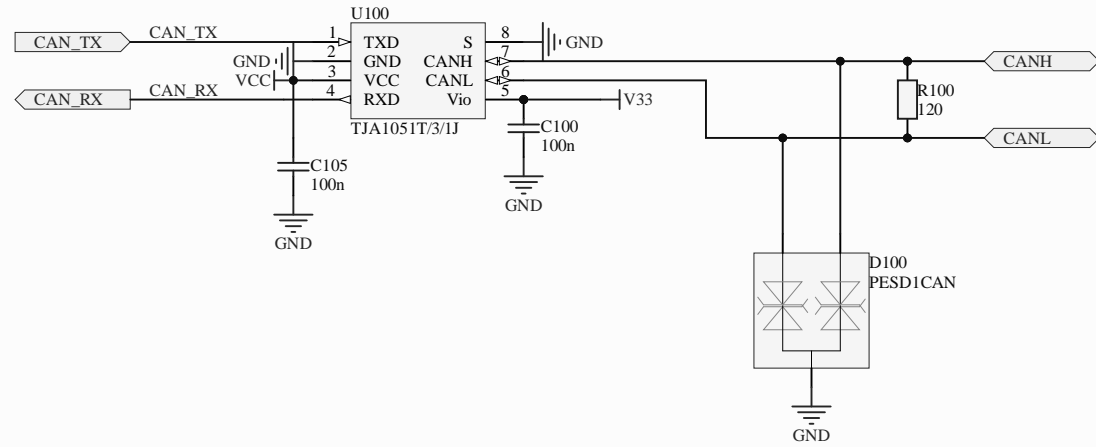 U100
CAN_TX
CAN_TX
1
TXD
S
8
GND
GND
2
GND
CANH
7
CANH
VCC
3
VCC
CANL
6
CAN_RX
CAN_RX
4
RXD
Vio
5
V33
R100
120
TJA1051T/3/1J
C100
100n
CANL
C105
100n
GND
GND
D100
PESD1CAN
GND